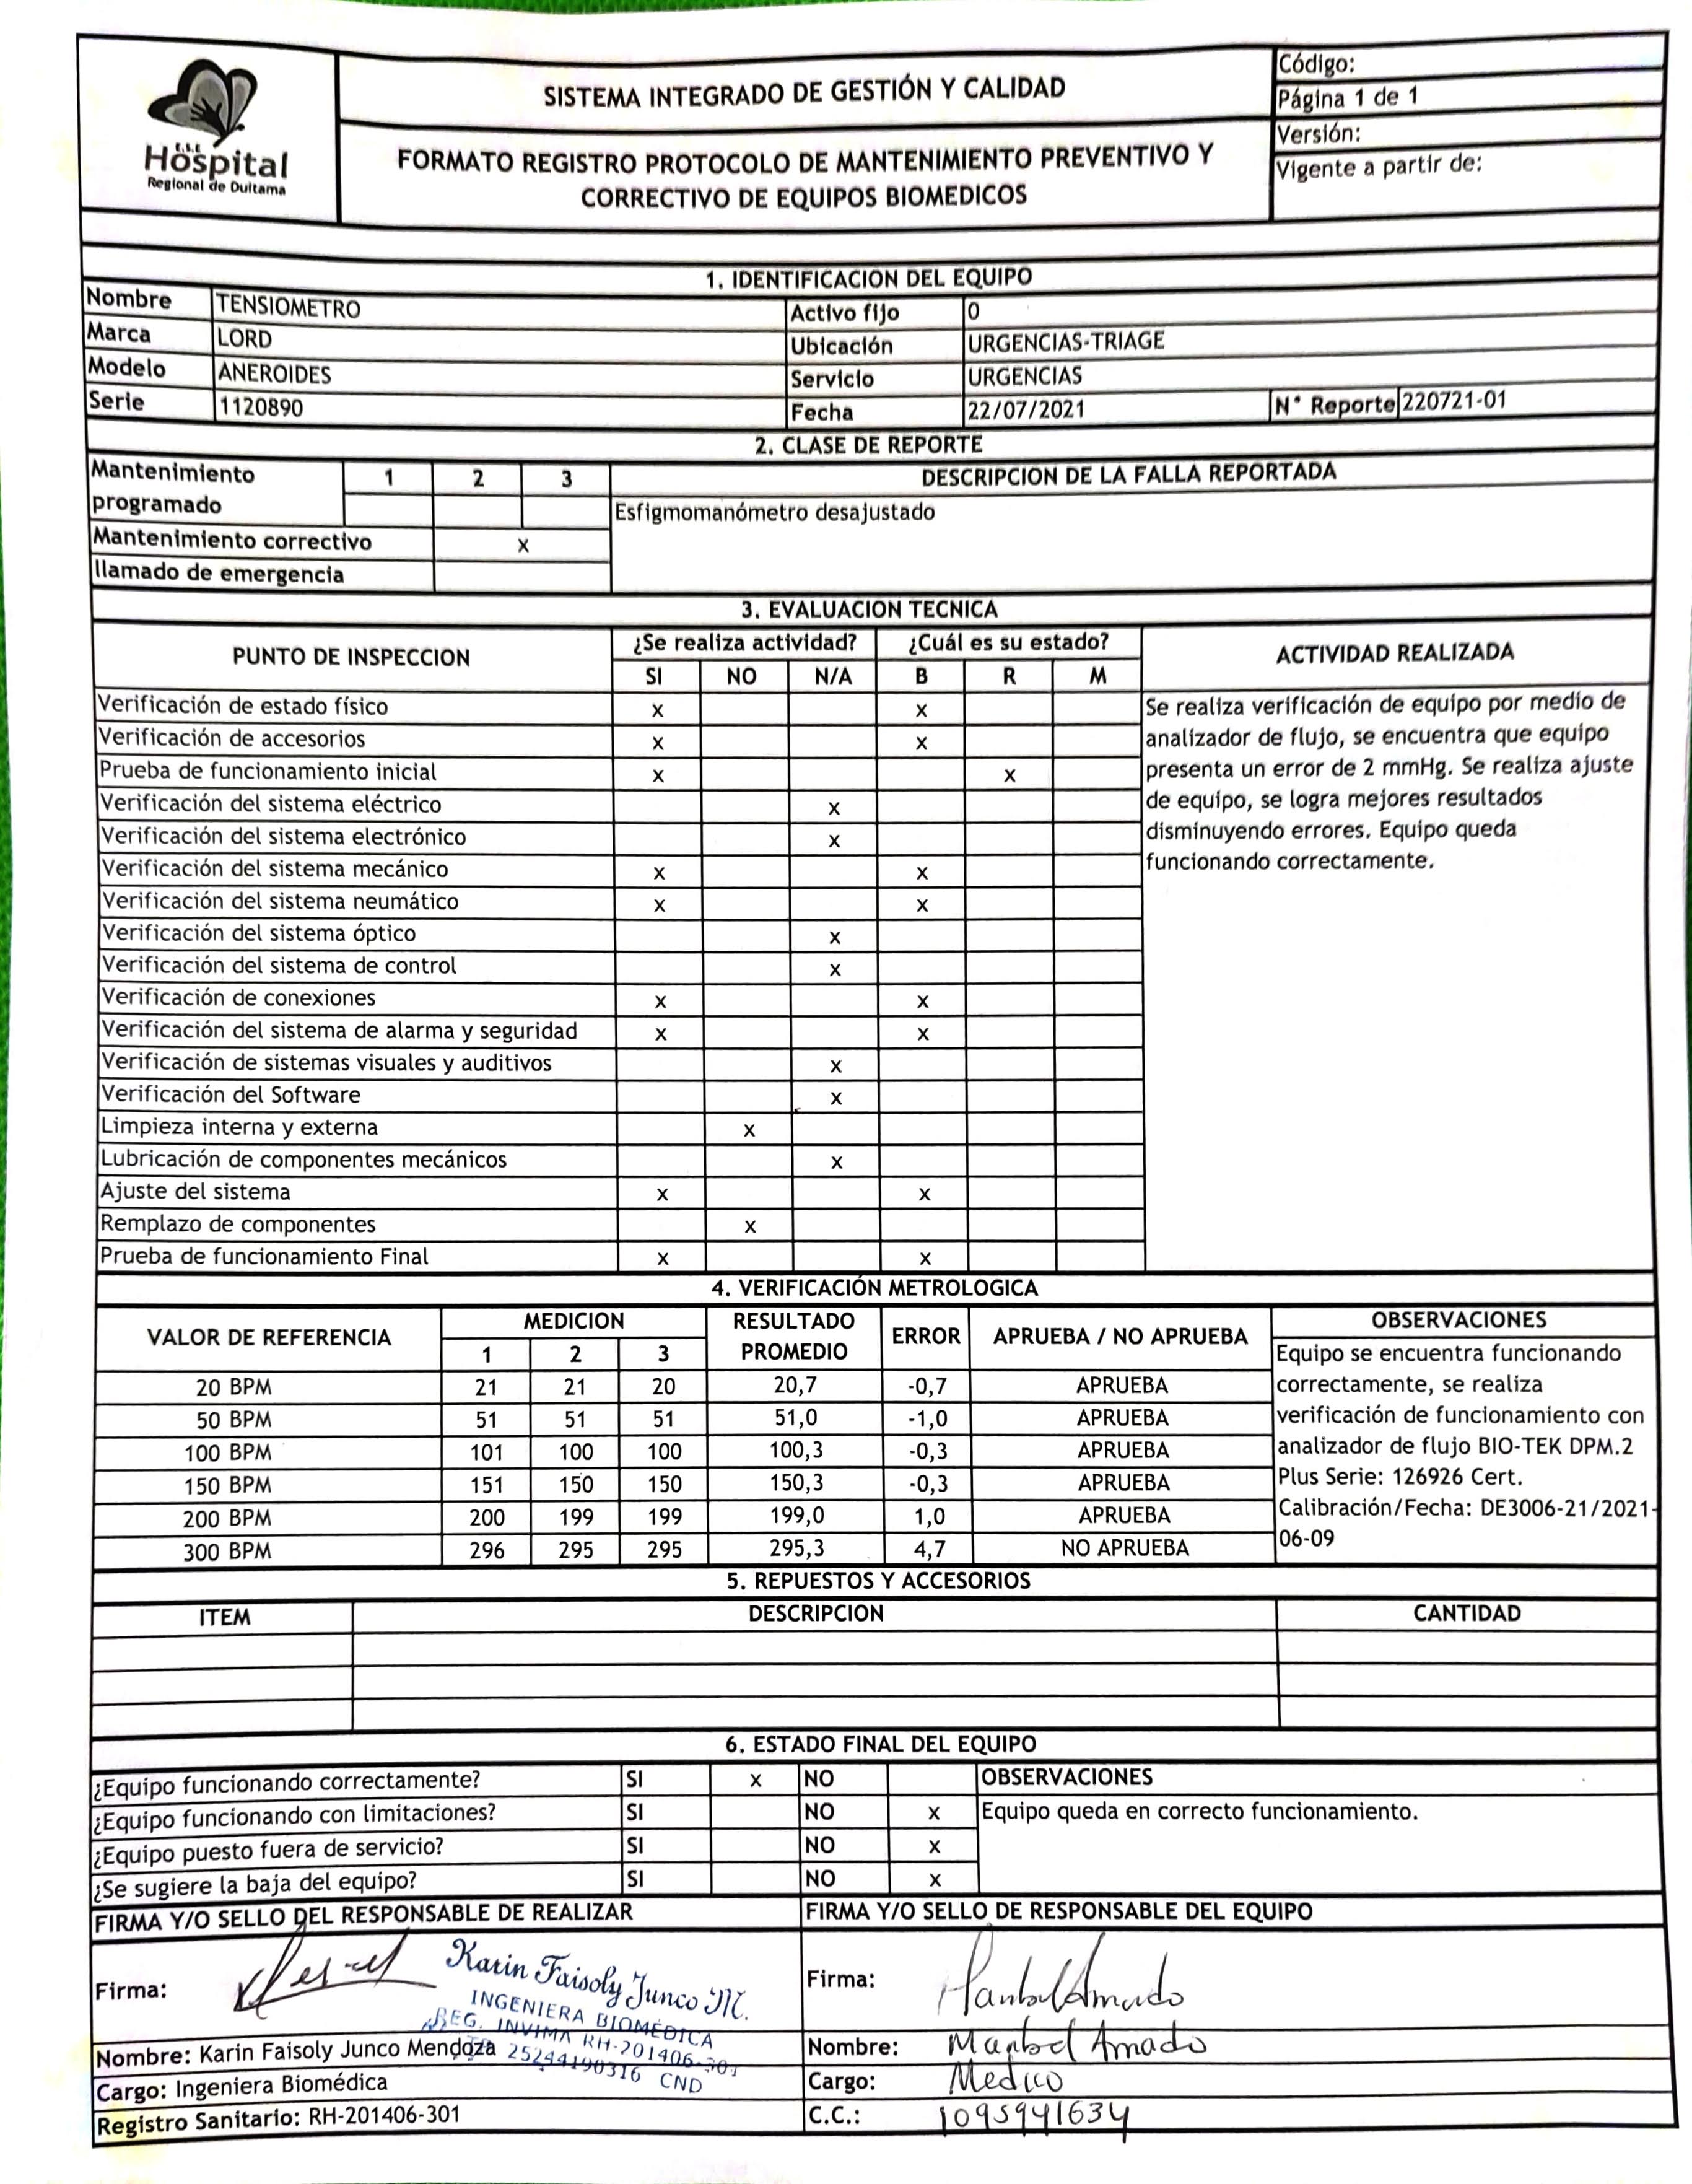 E.S.E
Hospital
Regional de Duitama
SISTEMA INTEGRADO DE GESTIÓN Y CALIDAD
FORMATO REGISTRO PROTOCOLO DE MANTENIMIENTO PREVENTIVO Y
CORRECTIVO DE EQUIPOS BIOMEDICOS
Código:
Página 1 de 1
Versión:
Vigente a partir de:
1. IDENTIFICACION DEL EQUIPO
Nombre TENSIOMETRO Activo fijo 0
Marca LORD Ubicación URGENCIAS-TRIAGE
Modelo ANEROIDES Servicio URGENCIAS
Serie 1120890 Fecha 22/07/2021 N° Reporte 220721-01
2. CLASE DE REPORTE
Mantenimiento programado 1 2 3 DESCRIPCION DE LA FALLA REPORTADA
Esfigmomanómetro desajustado
Mantenimiento correctivo x
llamado de emergencia
3. EVALUACION TECNICA
PUNTO DE INSPECCION ¿Se realiza actividad? ¿Cuál es su estado? ACTIVIDAD REALIZADA
SI NO N/A B R M
Verificación de estado físico x x
Verificación de accesorios x x
Prueba de funcionamiento inicial x x
Verificación del sistema eléctrico x
Verificación del sistema electrónico x
Verificación del sistema mecánico x x
Verificación del sistema neumático x x
Verificación del sistema óptico x
Verificación del sistema de control x
Verificación de conexiones x x
Verificación del sistema de alarma y seguridad x x
Verificación de sistemas visuales y auditivos x
Verificación del Software x
Limpieza interna y externa x
Lubricación de componentes mecánicos x
Ajuste del sistema x x
Remplazo de componentes x
Prueba de funcionamiento Final x x
Se realiza verificación de equipo por medio de
analizador de flujo, se encuentra que equipo
presenta un error de 2 mmHg. Se realiza ajuste
de equipo, se logra mejores resultados
disminuyendo errores. Equipo queda
funcionando correctamente.
4. VERIFICACIÓN METROLOGICA
VALOR DE REFERENCIA MEDICION RESULTADO PROMEDIO ERROR APRUEBA / NO APRUEBA OBSERVACIONES
1 2 3
20 BPM 21 21 20 20,7 -0,7 APRUEBA
50 BPM 51 51 51 51,0 -1,0 APRUEBA
100 BPM 101 100 100 100,3 -0,3 APRUEBA
150 BPM 151 150 150 150,3 -0,3 APRUEBA
200 BPM 200 199 199 199,0 1,0 APRUEBA
300 BPM 296 295 295 295,3 4,7 NO APRUEBA
Equipo se encuentra funcionando
correctamente, se realiza
verificación de funcionamiento con
analizador de flujo BIO-TEK DPM.2
Plus Serie: 126926 Cert.
Calibración/Fecha: DE3006-21/2021-
06-09
5. REPUESTOS Y ACCESORIOS
ITEM DESCRIPCION CANTIDAD
6. ESTADO FINAL DEL EQUIPO
¿Equipo funcionando correctamente? SI x NO OBSERVACIONES
¿Equipo funcionando con limitaciones? SI NO x Equipo queda en correcto funcionamiento.
¿Equipo puesto fuera de servicio? SI NO x
¿Se sugiere la baja del equipo? SI NO x
FIRMA Y/O SELLO DEL RESPONSABLE DE REALIZAR
Firma:
Karin Faisoly Junco M.
INGENIERA BIOMÉDICA
REG. INVIMA RH-201406-301
25244190316 CND
Nombre: Karin Faisoly Junco Mendoza
Cargo: Ingeniera Biomédica
Registro Sanitario: RH-201406-301
FIRMA Y/O SELLO DE RESPONSABLE DEL EQUIPO
Firma: Amado
Nombre: Maribel Amado
Cargo: Medico
C.C.: 1095941634